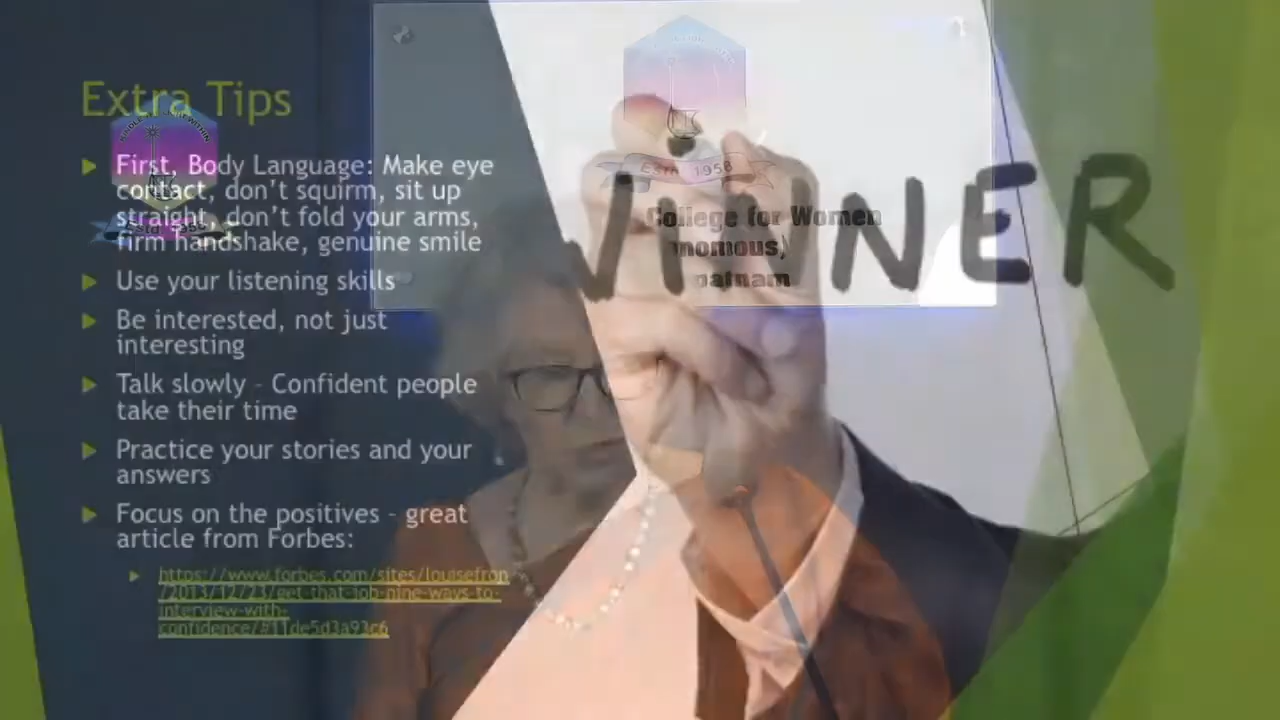 Extra Tips
First, Body Language: Make eye
contact, don’t squirm, sit up
straight, don’t fold your arms,
firm handshake, genuine smile
Use your listening skills
Be interested, not just
interesting
Talk slowly - Confident people
take their time
Practice your stories and your
answers
Focus on the positives - great
article from Forbes:
https://www.forbes.com/sites/louisefron
/2013/12/23/get-that-job-nine-ways-to-
interview-with-
confidence/#11de5d3a93c6
Estd 1958
WINNER
College for Women